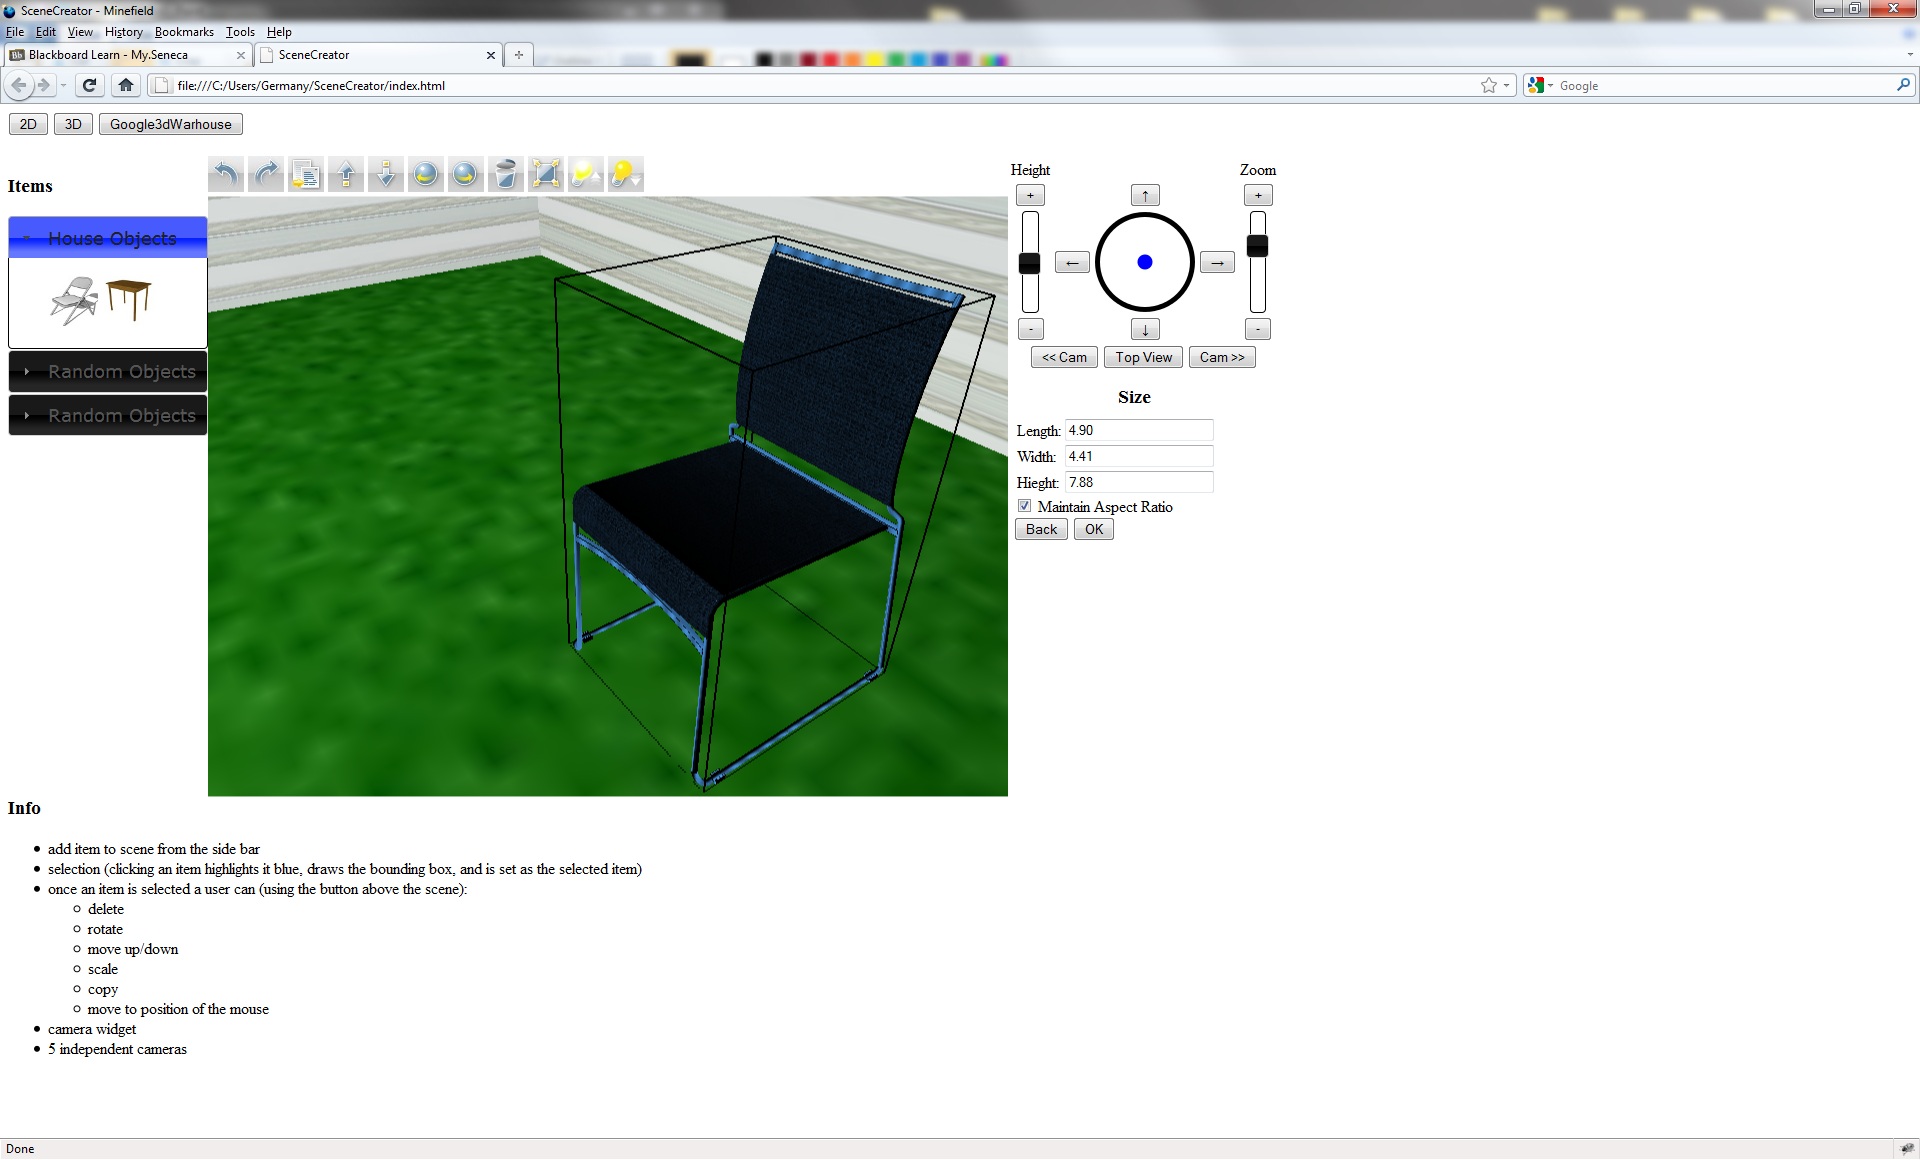 SceneCreator - Minefield
File Edit View History Bookmarks Tools Help
Blackboard Learn - My.Seneca
SceneCreator
file:///C:/Users/Germany/SceneCreator/index.html
Google
2D 3D Google3dWarhouse
Items
House Objects
Random Objects
Random Objects
Height
Zoom
+
+
↑
← →
-
↓
-
<< Cam Top View Cam >>
Size
Length: 4.90
Width: 4.41
Hieght: 7.88
Maintain Aspect Ratio
Back OK
Info
add item to scene from the side bar
selection (clicking an item highlights it blue, draws the bounding box, and is set as the selected item)
once an item is selected a user can (using the button above the scene):
delete
rotate
move up/down
scale
copy
move to position of the mouse
camera widget
5 independent cameras
Done